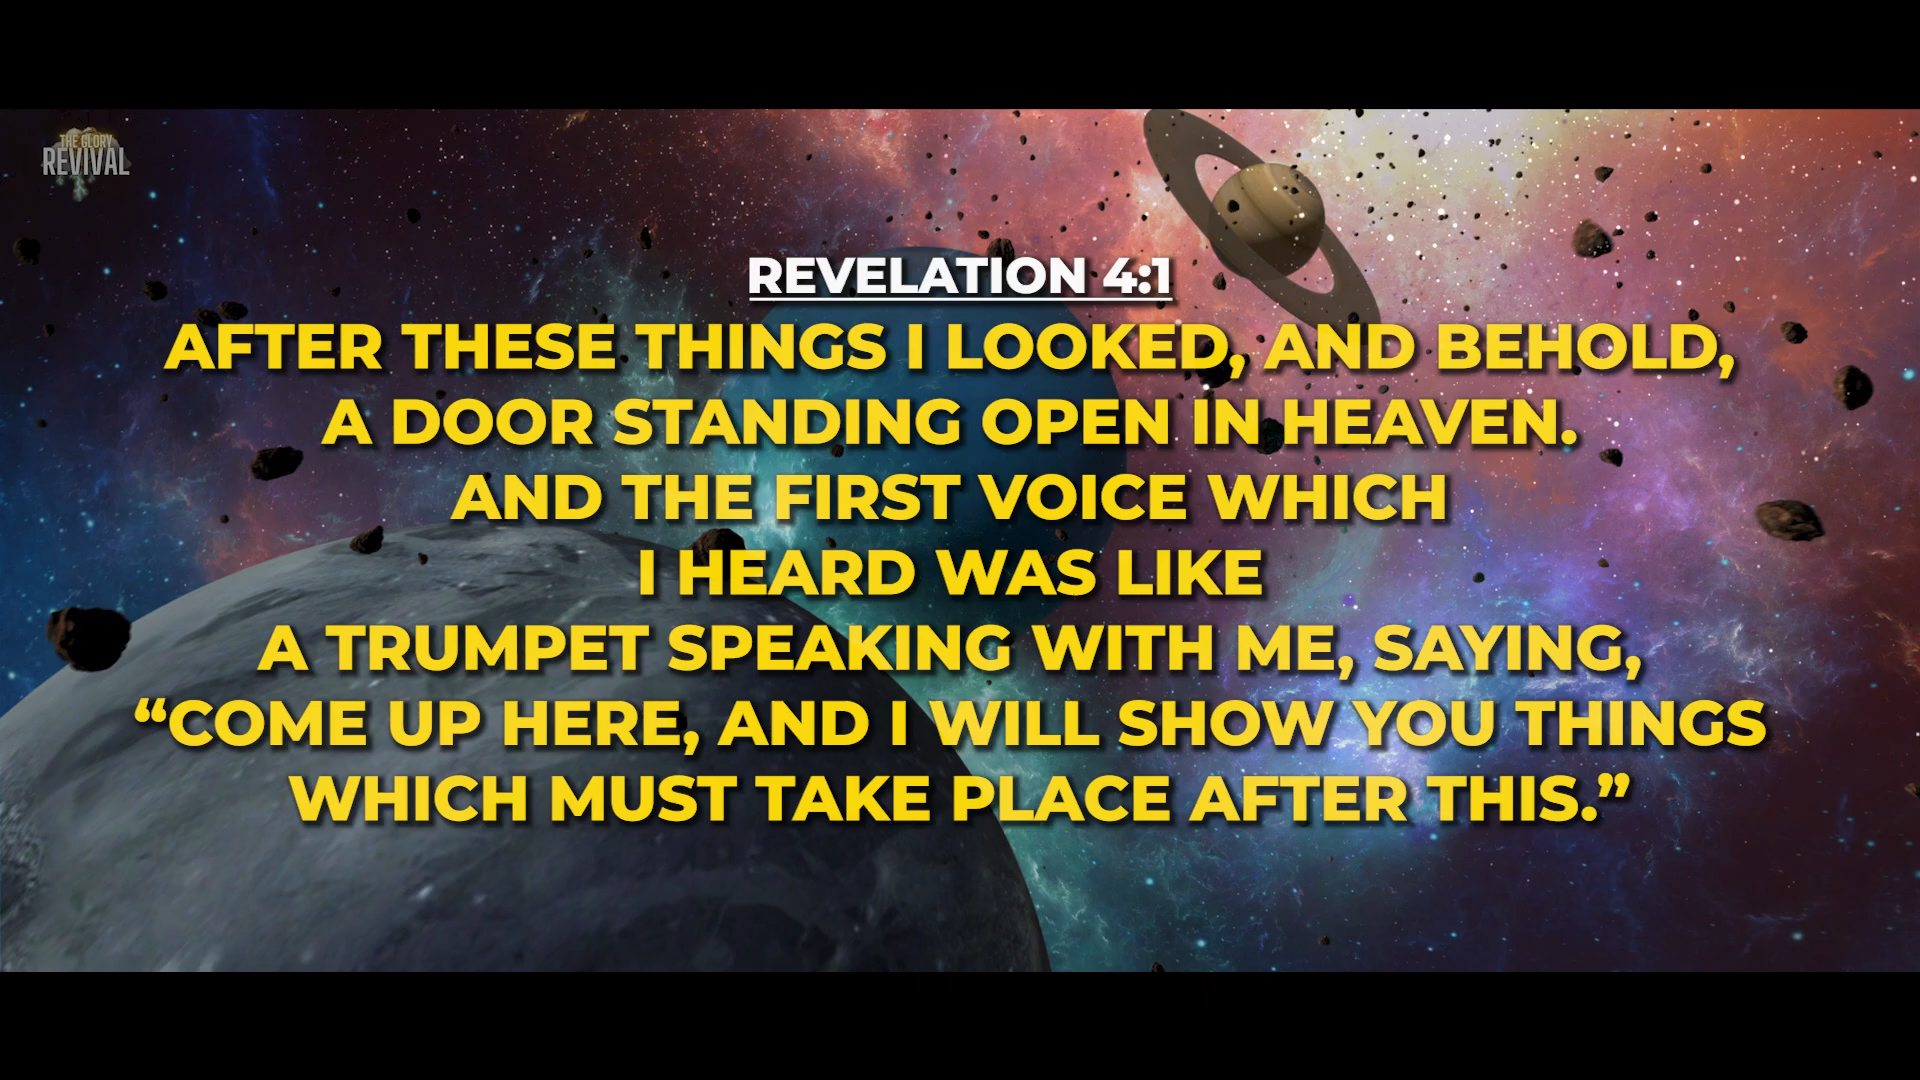 THE GLORY
REVIVAL
REVELATION 4:1
AFTER THESE THINGS I LOOKED, AND BEHOLD,
A DOOR STANDING OPEN IN HEAVEN.
AND THE FIRST VOICE WHICH
I HEARD WAS LIKE
A TRUMPET SPEAKING WITH ME, SAYING,
“COME UP HERE, AND I WILL SHOW YOU THINGS
WHICH MUST TAKE PLACE AFTER THIS.”